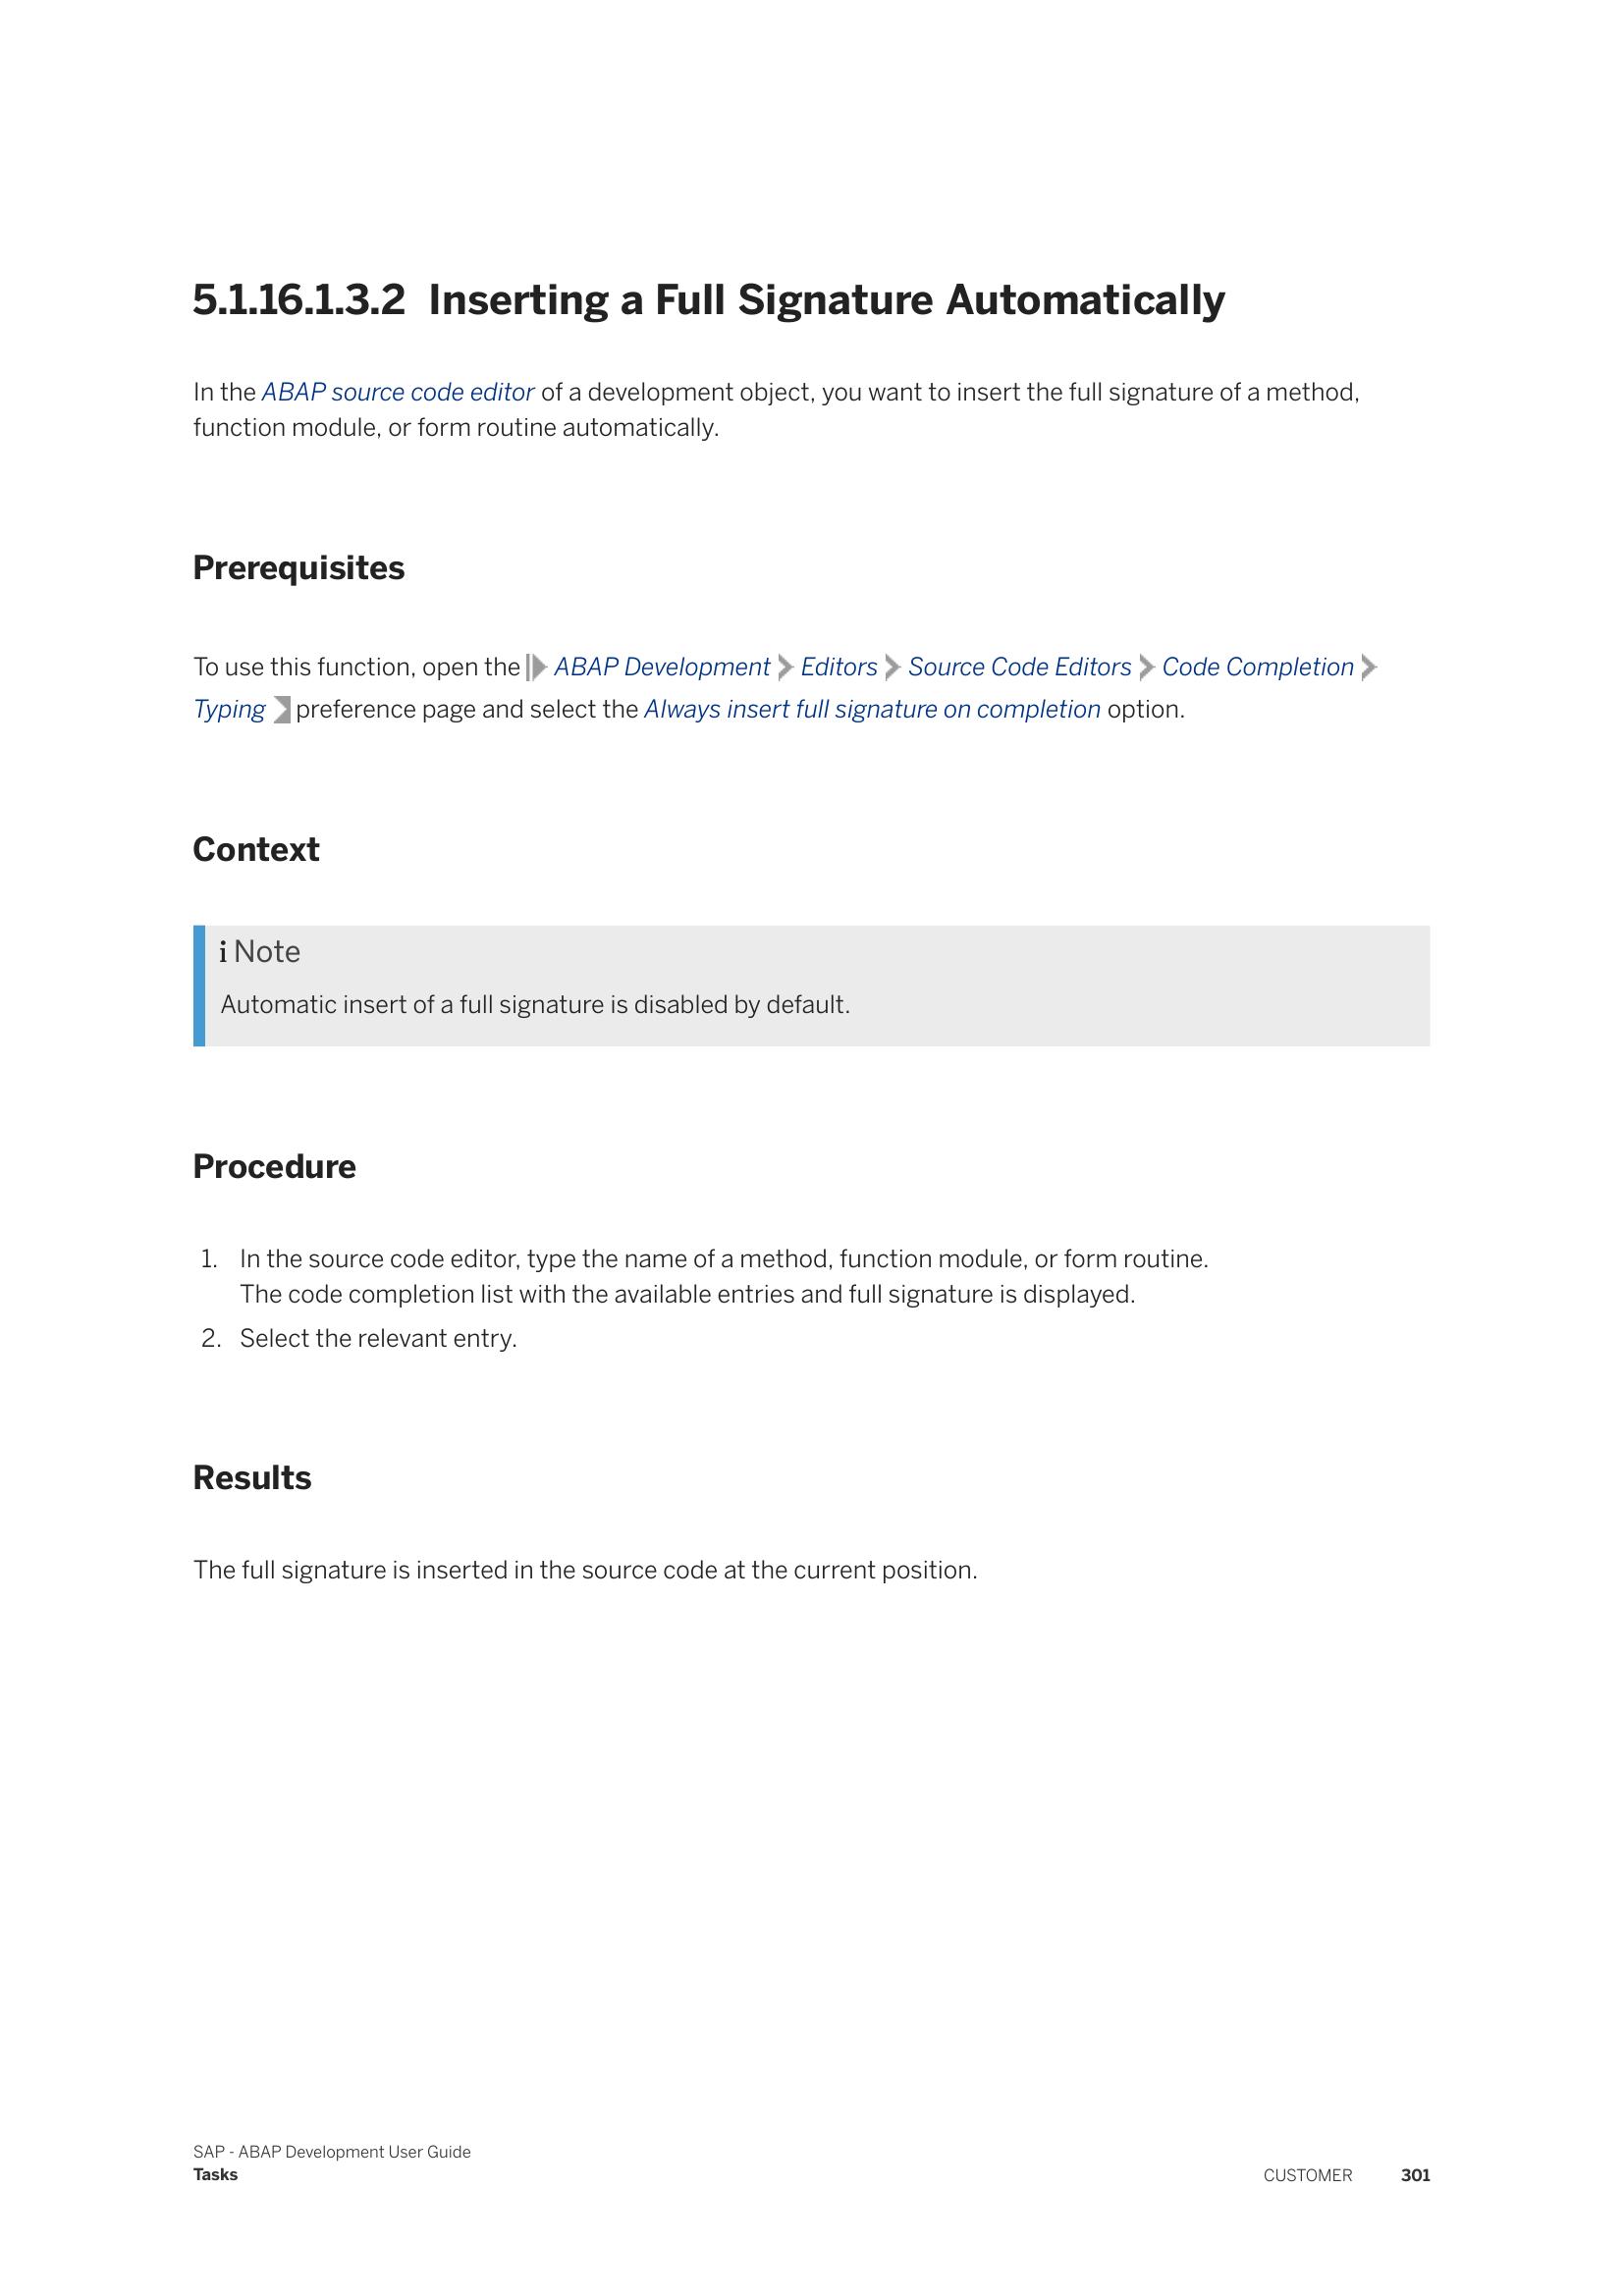 5.1.16.1.3.2 Inserting a Full Signature Automatically
In the ABAP source code editor of a development object, you want to insert the full signature of a method,
function module, or form routine automatically.
Prerequisites
To use this function, open the ABAP Development Editors Source Code Editors Code Completion
Typing preference page and select the Always insert full signature on completion option.
Context
i Note
Automatic insert of a full signature is disabled by default.
Procedure
1. In the source code editor, type the name of a method, function module, or form routine.
The code completion list with the available entries and full signature is displayed.
2. Select the relevant entry.
Results
The full signature is inserted in the source code at the current position.
SAP - ABAP Development User Guide
Tasks
CUSTOMER 301